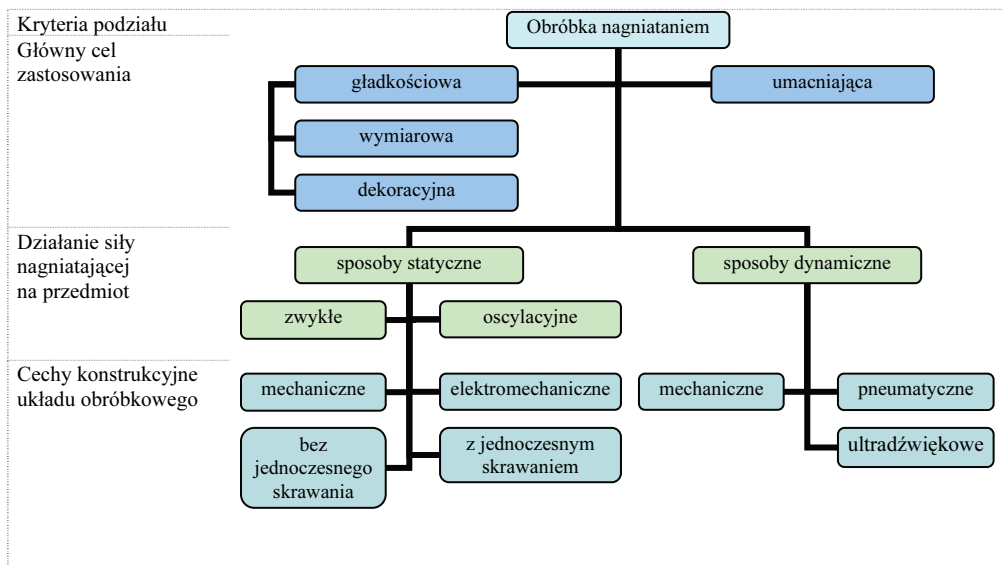 Kryteria podziału
Obróbka nagniataniem
Główny cel
zastosowania
gładkościowa
umacniająca
wymiarowa
dekoracyjna
Działanie siły
nagniatającej
na przedmiot
sposoby statyczne
sposoby dynamiczne
zwykłe
oscylacyjne
Cechy konstrukcyjne
układu obróbkowego
mechaniczne
elektromechaniczne
mechaniczne
pneumatyczne
bez
jednoczesnego
skrawania
z jednoczesnym
skrawaniem
ultradźwiękowe